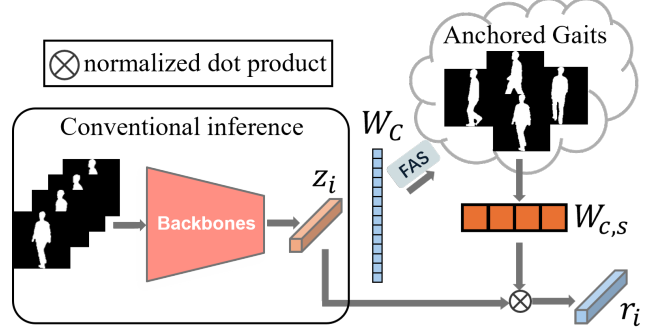 Anchored Gaits
⊗ normalized dot product
Conventional inference
W_C
FAS
z_i
Backbones
W_{c,s}
r_i